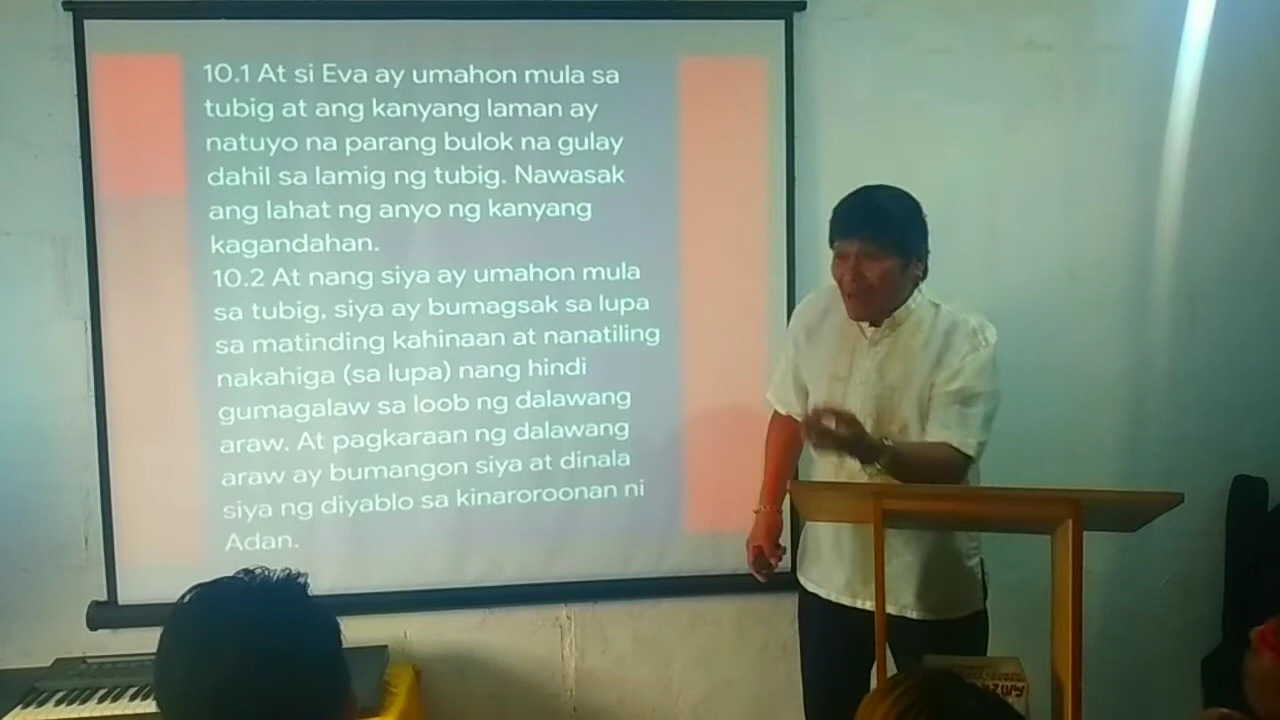 10.1 At si Eva ay umahon mula sa
tubig at ang kanyang laman ay
natuyo na parang bulok na gulay
dahil sa lamig ng tubig. Nawasak
ang lahat ng anyo ng kanyang
kagandahan.
10.2 At nang siya ay umahon mula
sa tubig, siya ay bumagsak sa lupa
sa matinding kahinaan at nanatiling
nakahiga (sa lupa) nang hindi
gumagalaw sa loob ng dalawang
araw. At pagkaraan ng dalawang
araw ay bumangon siya at dinala
siya ng diyablo sa kinaroroonan ni
Adan.